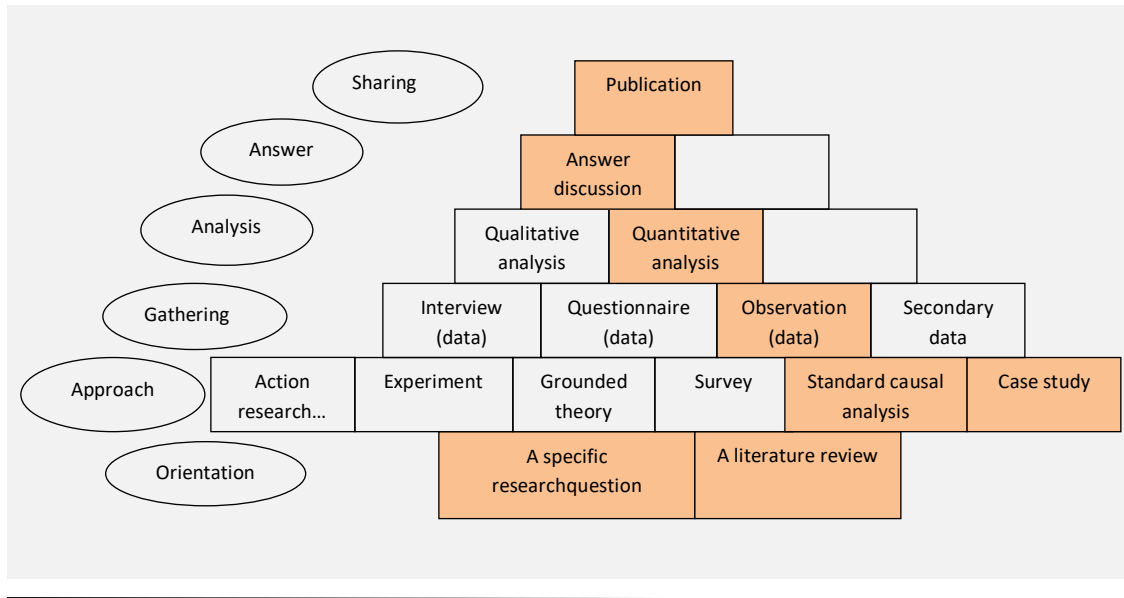 Sharing
Publication
Answer
Answer
discussion
Analysis
Qualitative
analysis
Quantitative
analysis
Gathering
Interview
(data)
Questionnaire
(data)
Observation
(data)
Secondary
data
Approach
Action
research...
Experiment
Grounded
theory
Survey
Standard causal
analysis
Case study
Orientation
A specific
researchquestion
A literature review